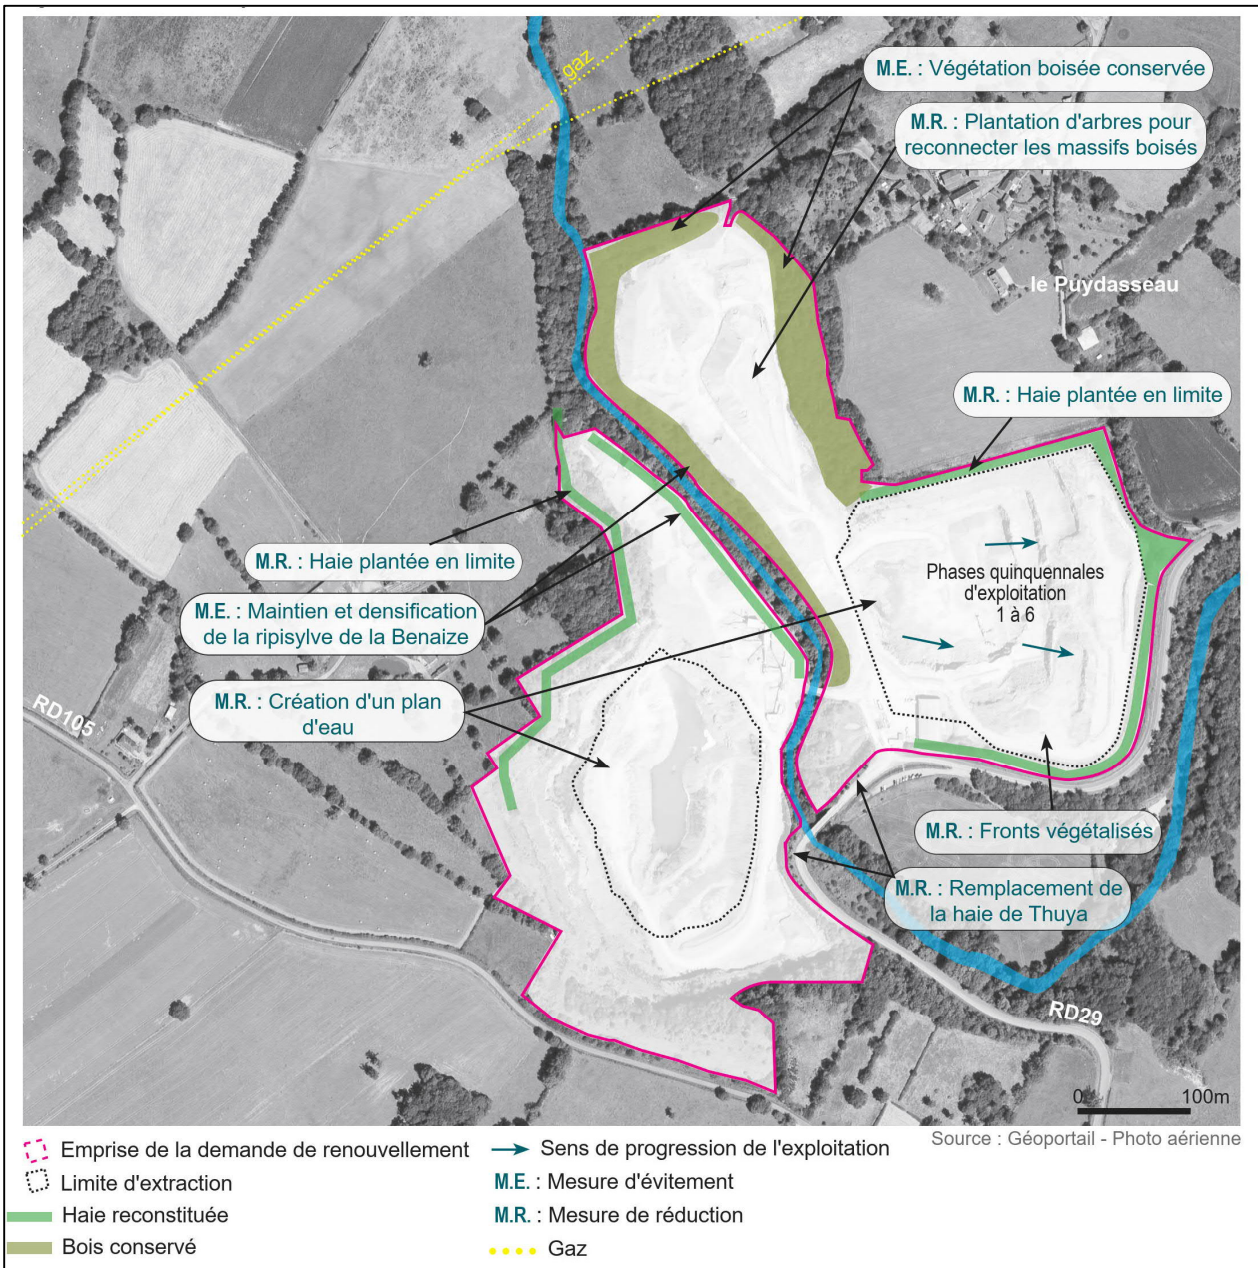 gaz
M.E. : Végétation boisée conservée
M.R. : Plantation d'arbres pour
reconnecter les massifs boisés
le Puydasseau
M.R. : Haie plantée en limite
M.R. : Haie plantée en limite
Phases quinquennales
d'exploitation
1 à 6
M.E. : Maintien et densification
de la ripisylve de la Benaize
M.R. : Création d'un plan
d'eau
RD105
M.R. : Fronts végétalisés
M.R. : Remplacement de
la haie de Thuya
RD29
0 100m
Source : Géoportail - Photo aérienne
Emprise de la demande de renouvellement
Limite d'extraction
Haie reconstituée
Bois conservé
Sens de progression de l'exploitation
M.E. : Mesure d'évitement
M.R. : Mesure de réduction
Gaz